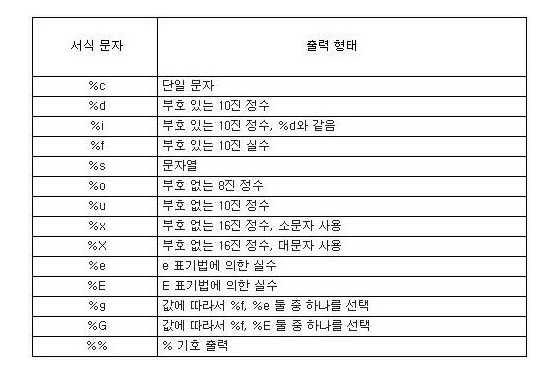 서식 문자 출력 형태
%c 단일 문자
%d 부호 있는 10진 정수
%i 부호 있는 10진 정수, %d와 같음
%f 부호 있는 10진 실수
%s 문자열
%o 부호 없는 8진 정수
%u 부호 없는 10진 정수
%x 부호 없는 16진 정수, 소문자 사용
%X 부호 없는 16진 정수, 대문자 사용
%e e 표기법에 의한 실수
%E E 표기법에 의한 실수
%g 값에 따라서 %f, %e 둘 중 하나를 선택
%G 값에 따라서 %f, %E 둘 중 하나를 선택
%% % 기호 출력